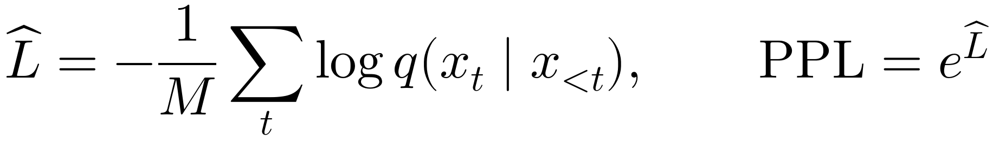 $\widehat{L} = -\frac{1}{M} \sum_{t} \log q(x_t \mid x_{<t}), \qquad \mathrm{PPL} = e^{\widehat{L}}$